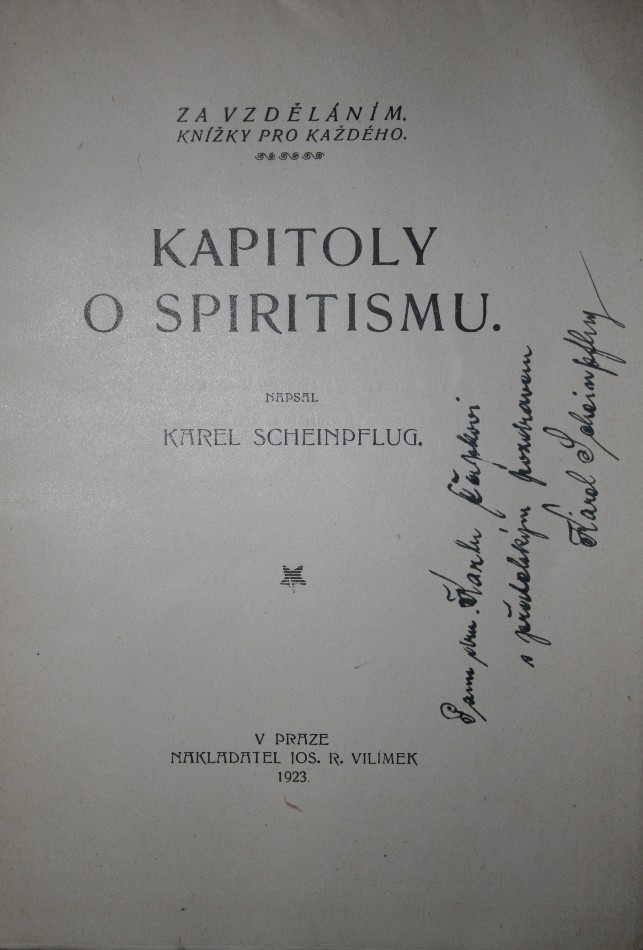 ZA VZDĚLÁNÍM.
KNÍŽKY PRO KAŽDÉHO.
KAPITOLY
O SPIRITISMU.
NAPSAL
KAREL SCHEINPFLUG.
V PRAZE
NAKLADATEL JOS. R. VILÍMEK
1923.
Panu dru. Karlu Čapkovi
s přátelským pozdravem
Karel Scheinpflug